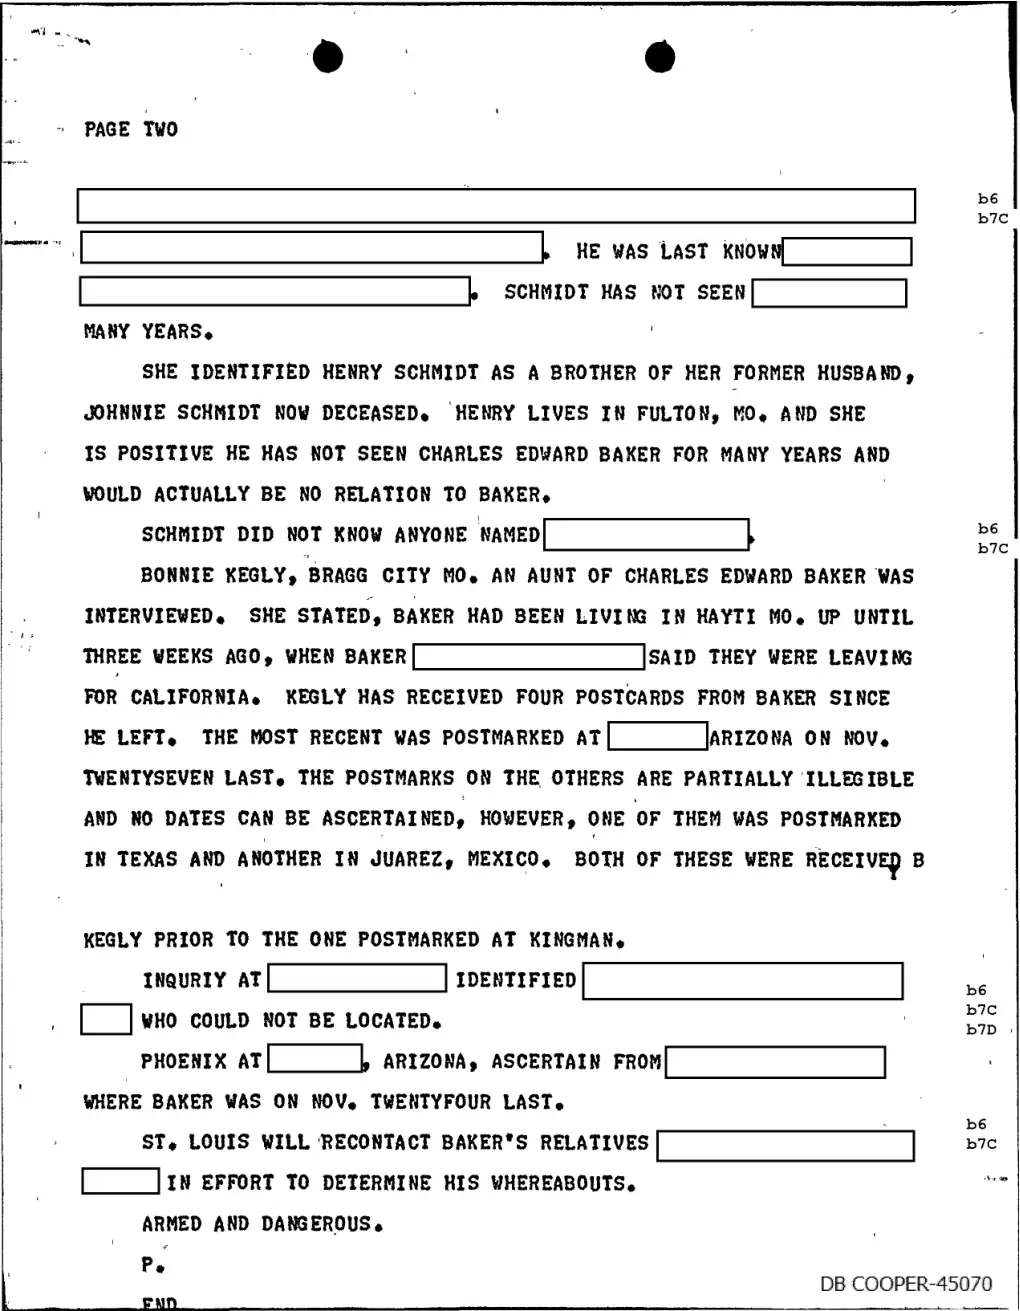 PAGE TWO
b6
b7C
. HE WAS LAST KNOWN
. SCHMIDT HAS NOT SEEN
MANY YEARS.
SHE IDENTIFIED HENRY SCHMIDT AS A BROTHER OF HER FORMER HUSBAND,
JOHNNIE SCHMIDT NOW DECEASED. HENRY LIVES IN FULTON, MO. AND SHE
IS POSITIVE HE HAS NOT SEEN CHARLES EDWARD BAKER FOR MANY YEARS AND
WOULD ACTUALLY BE NO RELATION TO BAKER.
SCHMIDT DID NOT KNOW ANYONE NAMED .
b6
b7C
BONNIE KEGLY, BRAGG CITY MO. AN AUNT OF CHARLES EDWARD BAKER WAS
INTERVIEWED. SHE STATED, BAKER HAD BEEN LIVING IN HAYTI MO. UP UNTIL
THREE WEEKS AGO, WHEN BAKER SAID THEY WERE LEAVING
FOR CALIFORNIA. KEGLY HAS RECEIVED FOUR POSTCARDS FROM BAKER SINCE
HE LEFT. THE MOST RECENT WAS POSTMARKED AT ARIZONA ON NOV.
TWENTYSEVEN LAST. THE POSTMARKS ON THE OTHERS ARE PARTIALLY ILLEGIBLE
AND NO DATES CAN BE ASCERTAINED, HOWEVER, ONE OF THEM WAS POSTMARKED
IN TEXAS AND ANOTHER IN JUAREZ, MEXICO. BOTH OF THESE WERE RECEIVED B
Y
KEGLY PRIOR TO THE ONE POSTMARKED AT KINGMAN.
INQURIY AT IDENTIFIED
b6
b7C
b7D
WHO COULD NOT BE LOCATED.
PHOENIX AT , ARIZONA, ASCERTAIN FROM
WHERE BAKER WAS ON NOV. TWENTYFOUR LAST.
ST. LOUIS WILL RECONTACT BAKER'S RELATIVES
b6
b7C
IN EFFORT TO DETERMINE HIS WHEREABOUTS.
ARMED AND DANGEROUS.
P.
END
DB COOPER-45070